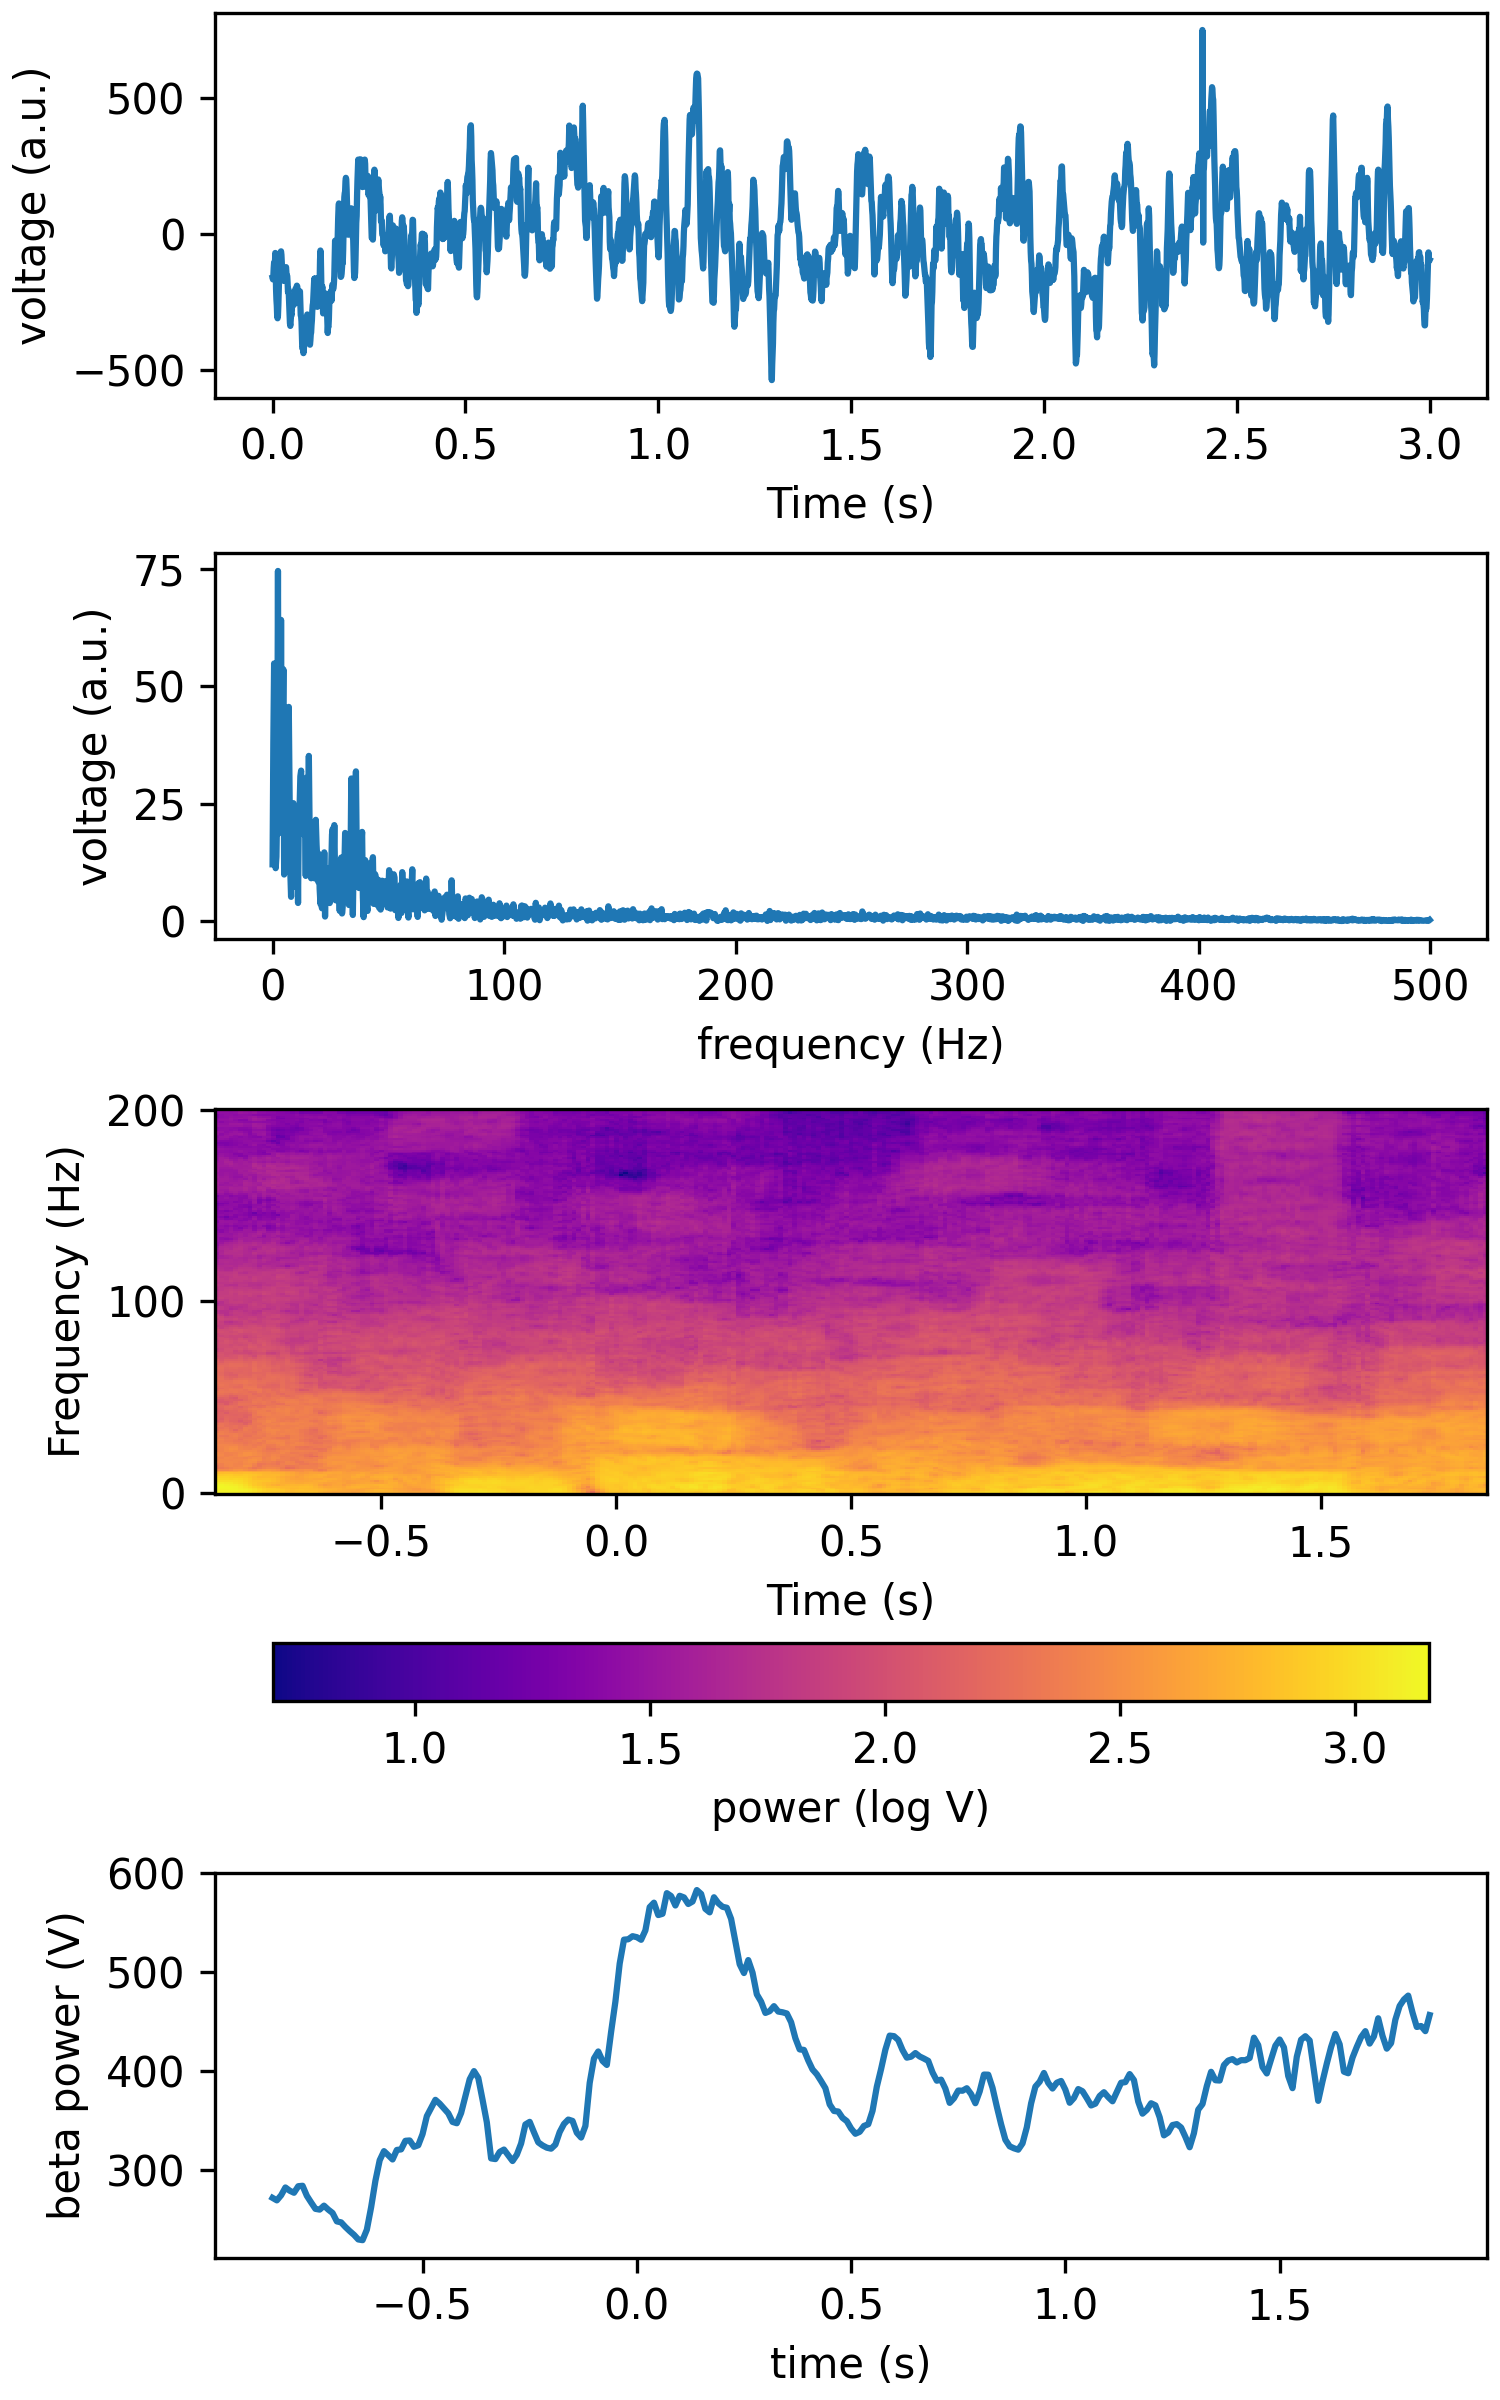 voltage (a.u.)
500
0
−500
0.0 0.5 1.0 1.5 2.0 2.5 3.0
Time (s)
voltage (a.u.)
75
50
25
0
0 100 200 300 400 500
frequency (Hz)
Frequency (Hz)
200
100
0
−0.5 0.0 0.5 1.0 1.5
Time (s)
1.0 1.5 2.0 2.5 3.0
power (log V)
beta power (V)
600
500
400
300
−0.5 0.0 0.5 1.0 1.5
time (s)